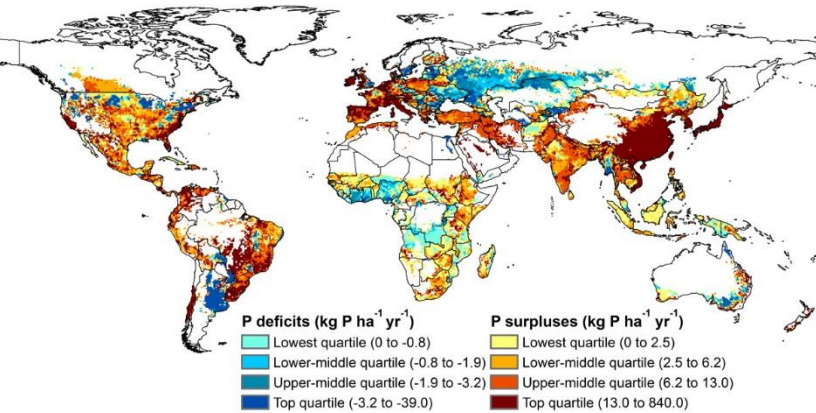 P deficits (kg P ha⁻¹ yr⁻¹)
Lowest quartile (0 to -0.8)
Lower-middle quartile (-0.8 to -1.9)
Upper-middle quartile (-1.9 to -3.2)
Top quartile (-3.2 to -39.0)
P surpluses (kg P ha⁻¹ yr⁻¹)
Lowest quartile (0 to 2.5)
Lower-middle quartile (2.5 to 6.2)
Upper-middle quartile (6.2 to 13.0)
Top quartile (13.0 to 840.0)